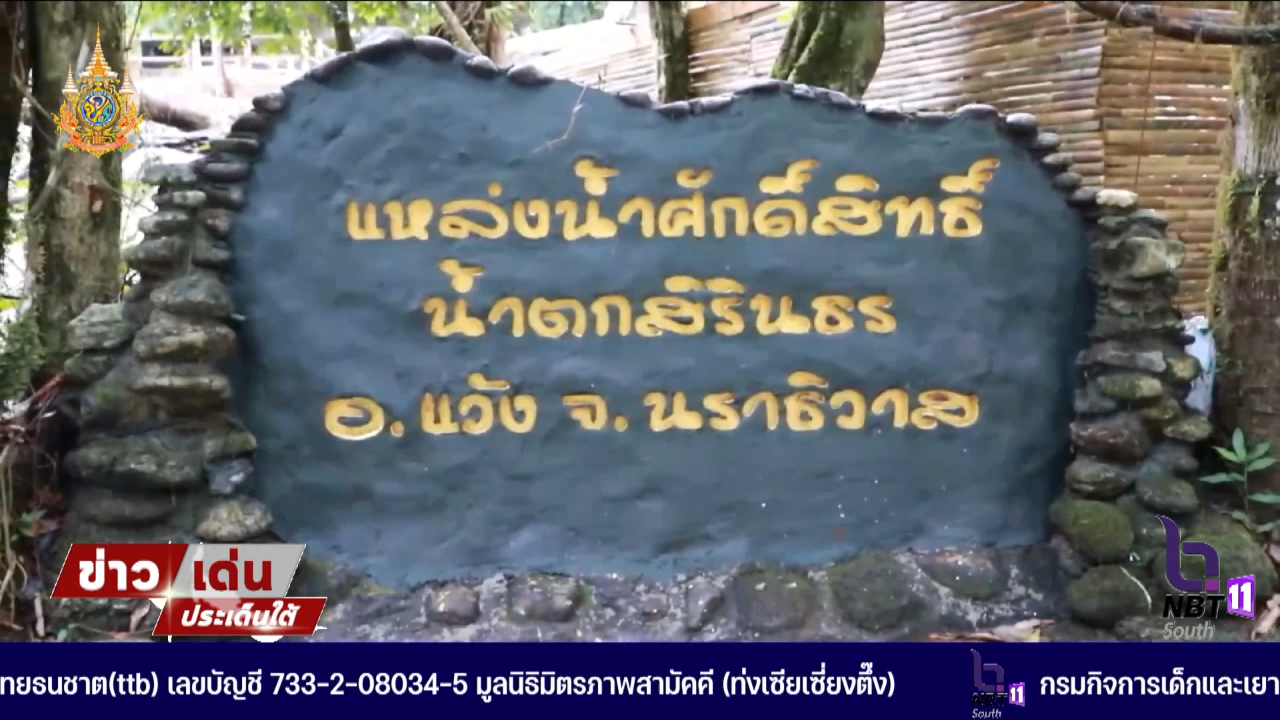 แหล่งน้ำศักดิ์สิทธิ์
น้ำตกสิรินธร
อ. แว้ง จ. นราธิวาส
ข่าวเด่น
ประเด็นใต้
NBT 11
South
ทยธนชาต(ttb) เลขบัญชี 733-2-08034-5 มูลนิธิมิตรภาพสามัคคี (ท่งเซียเซี่ยงตึ๊ง)
NBT 11
South
กรมกิจการเด็กและเยา